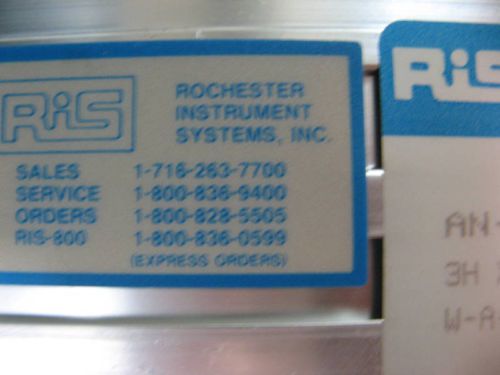 RiS
ROCHESTER
INSTRUMENT
SYSTEMS, INC.
SALES 1-716-263-7700
SERVICE 1-800-836-9400
ORDERS 1-800-828-5505
RIS-800 1-800-836-0599
(EXPRESS ORDERS)
RiS
AN-
3H
W-A